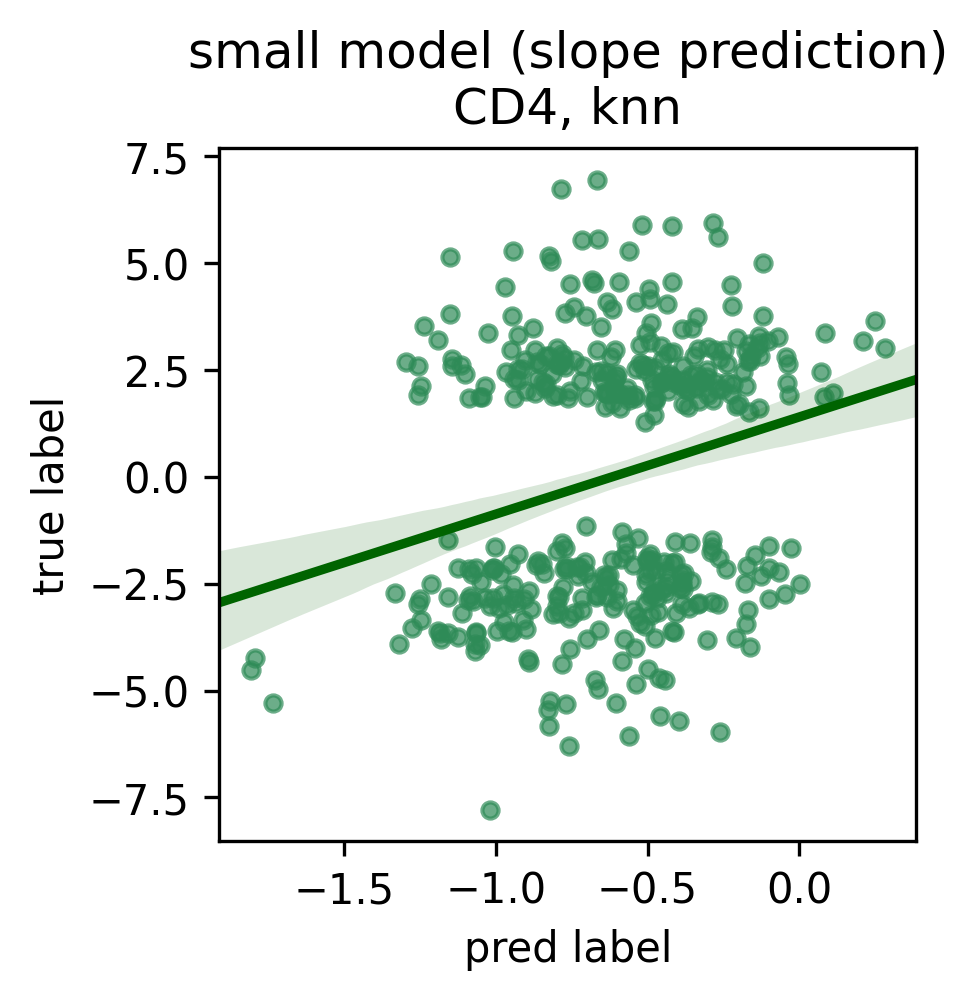 small model (slope prediction)
CD4, knn
7.5
5.0
2.5
0.0
−2.5
−5.0
−7.5
true label
−1.5 −1.0 −0.5 0.0
pred label